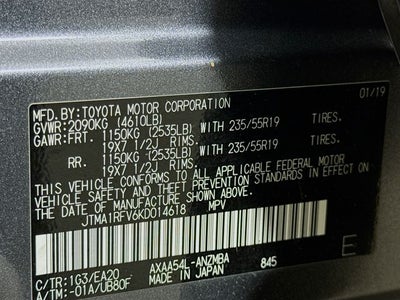 MFD.BY:TOYOTA MOTOR CORPORATION 01/19
GVWR:2090KG (4610LB)
GAWR:FRT. 1150KG (2535LB) WITH 235/55R19 TIRES.
19X7 1/2J RIMS.
RR. 1150KG (2535LB) WITH 235/55R19 TIRES.
19X7 1/2J RIMS.
THIS VEHICLE CONFORMS TO ALL APPLICABLE FEDERAL MOTOR
VEHICLE SAFETY AND BUMPER STANDARDS IN EFFECT ON THE
DATE OF MANUFACTURE SHOWN ABOVE.
JTMA1RFV6KD014618 MPV
C/TR:1G3/EA20 AXAA54L-ANZMBA 845 E
A/TM:-01A/UB80F MADE IN JAPAN